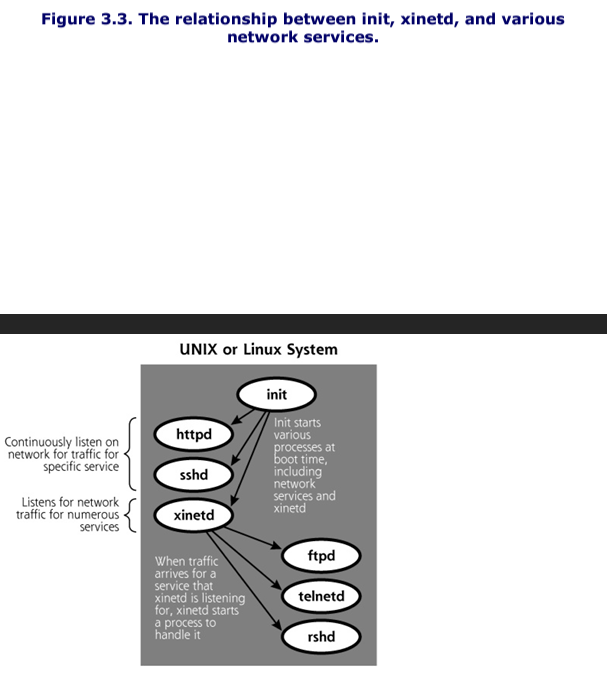 Figure 3.3. The relationship between init, xinetd, and various
network services.
UNIX or Linux System
init
httpd
sshd
xinetd
Continuously listen on
network for traffic for
specific service
Listens for network
traffic for numerous
services
Init starts
various
processes at
boot time,
including
network
services and
xinetd
ftpd
telnetd
rshd
When traffic
arrives for a
service that
xinetd is listening
for, xinetd starts
a process to
handle it